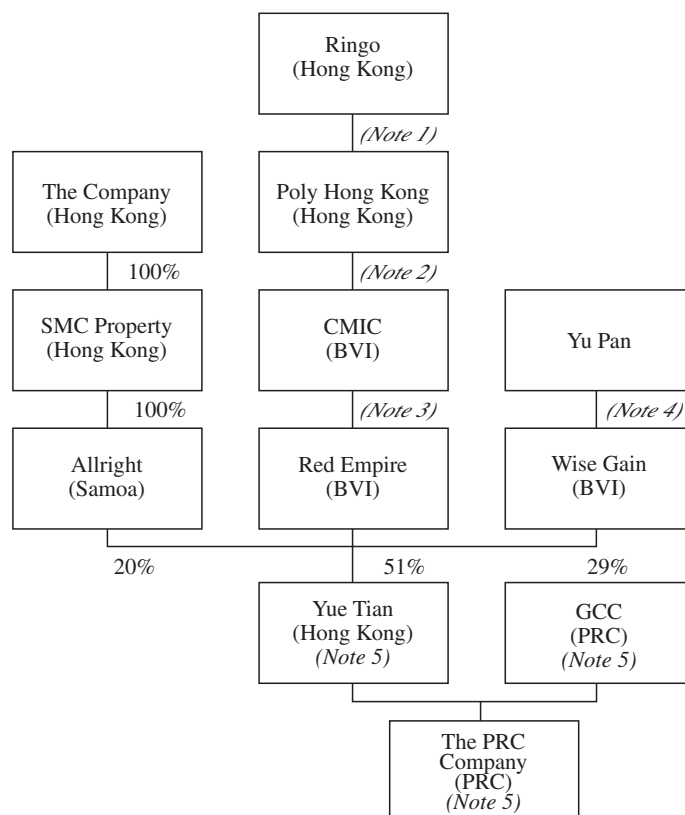 Ringo
(Hong Kong)
(Note 1)
The Company
(Hong Kong)
Poly Hong Kong
(Hong Kong)
100%
(Note 2)
SMC Property
(Hong Kong)
CMIC
(BVI)
Yu Pan
100%
(Note 3)
(Note 4)
Allright
(Samoa)
Red Empire
(BVI)
Wise Gain
(BVI)
20%
51%
29%
Yue Tian
(Hong Kong)
(Note 5)
GCC
(PRC)
(Note 5)
The PRC
Company
(PRC)
(Note 5)